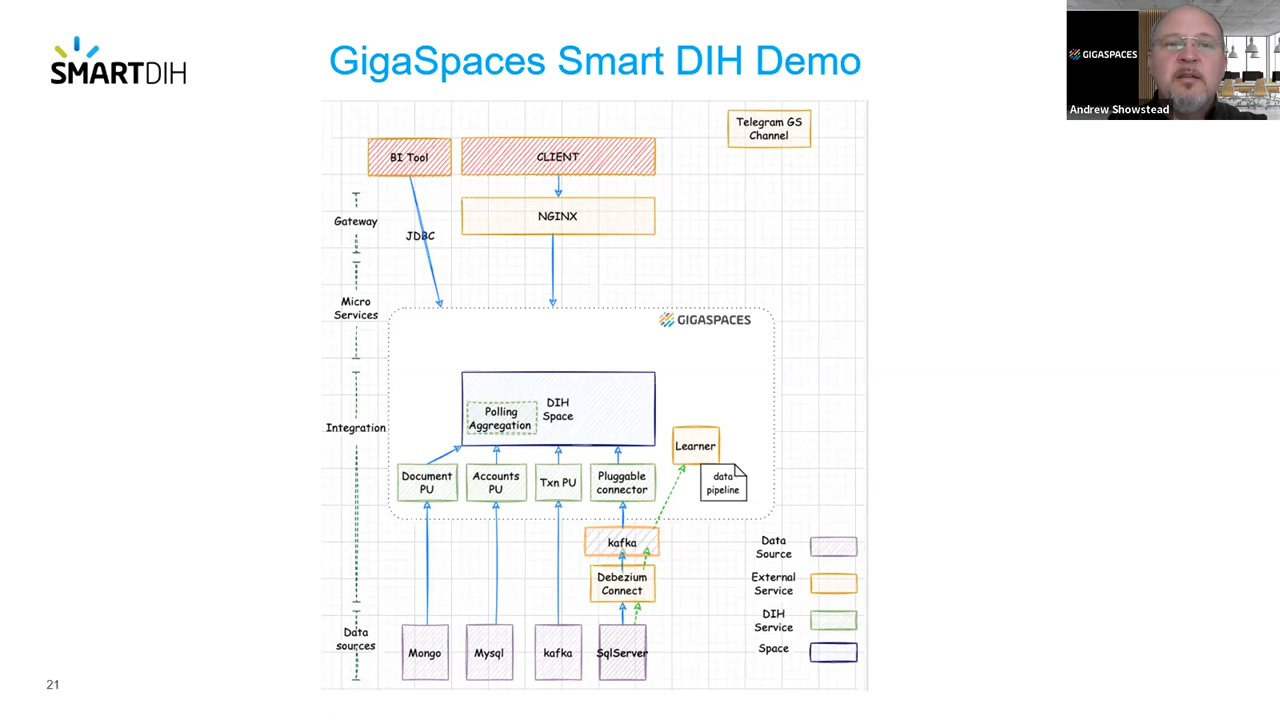 SMARTDIH
GigaSpaces Smart DIH Demo
GIGASPACES
Andrew Showstead
Telegram GS
Channel
BI Tool
CLIENT
Gateway
NGINX
JDBC
Micro
Services
GIGASPACES
Integration
DIH
Space
Polling
Aggregation
Learner
Document
PU
Accounts
PU
Txn PU
Pluggable
connector
data
pipeline
kafka
Debezium
Connect
Data
sources
Mongo
Mysql
kafka
SqlServer
Data
Source
External
Service
DIH
Service
Space
21